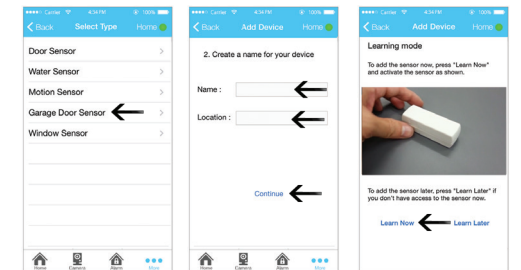 Carrier 4:34 PM 100%
Back Select Type Home
Door Sensor
Water Sensor
Motion Sensor
Garage Door Sensor
Window Sensor
Home Camera Alarm More
Carrier 4:34 PM 100%
Back Add Device Home
2. Create a name for your device
Name :
Location :
Continue
Home Camera Alarm More
Carrier 4:34 PM 100%
Back Add Device Home
Learning mode
To add the sensor now, press "Learn Now"
and activate the sensor as shown.
To add the sensor later, press "Learn Later" if
you don't have access to the sensor now.
Learn Now Learn Later